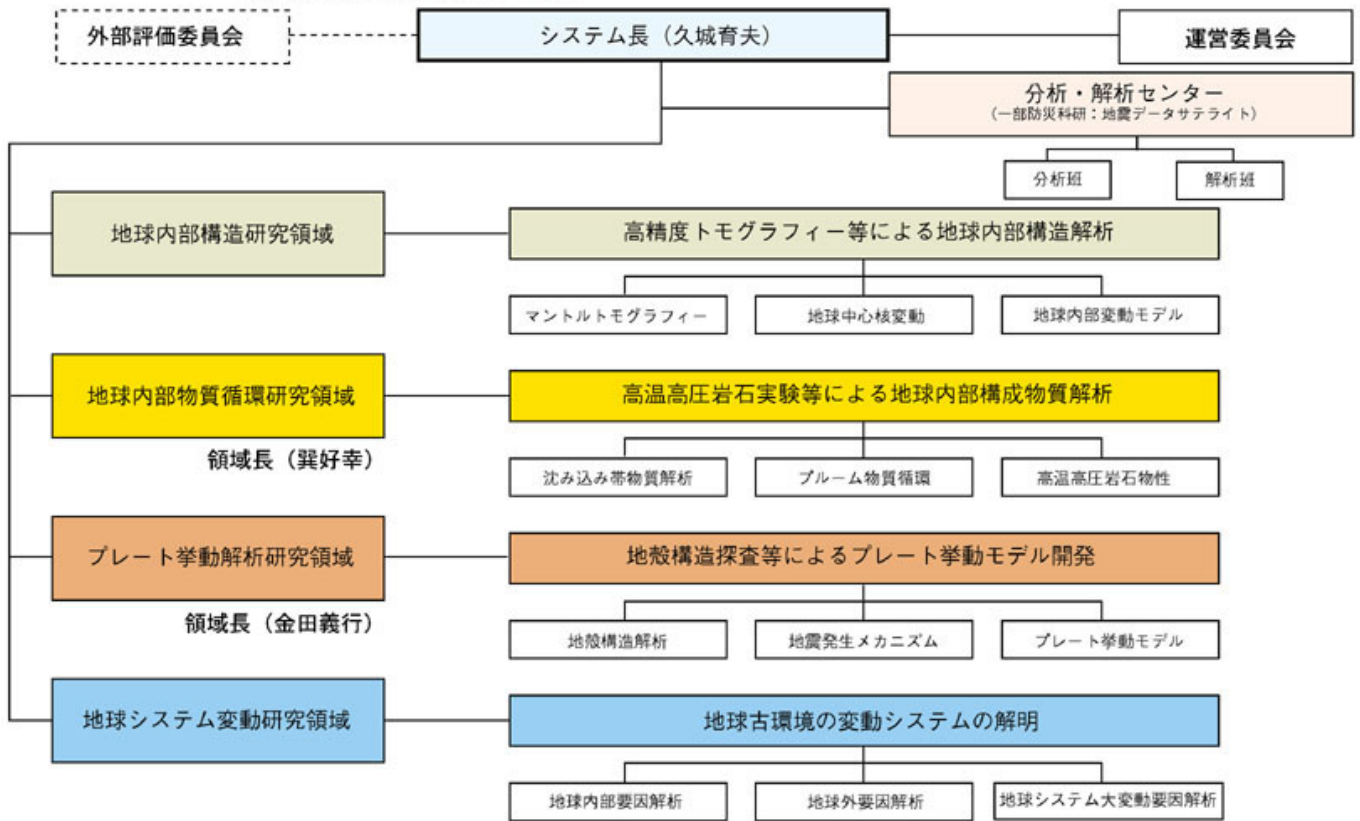 外部評価委員会
システム長（久城育夫）
運営委員会
分析・解析センター
（一部防災科研：地震データサテライト）
分析班
解析班
地球内部構造研究領域
高精度トモグラフィー等による地球内部構造解析
マントルトモグラフィー
地球中心核変動
地球内部変動モデル
地球内部物質循環研究領域
高温高圧岩石実験等による地球内部構成物質解析
領域長（巽好幸）
沈み込み帯物質解析
プルーム物質循環
高温高圧岩石物性
プレート挙動解析研究領域
地殻構造探査等によるプレート挙動モデル開発
領域長（金田義行）
地殻構造解析
地震発生メカニズム
プレート挙動モデル
地球システム変動研究領域
地球古環境の変動システムの解明
地球内部要因解析
地球外要因解析
地球システム大変動要因解析